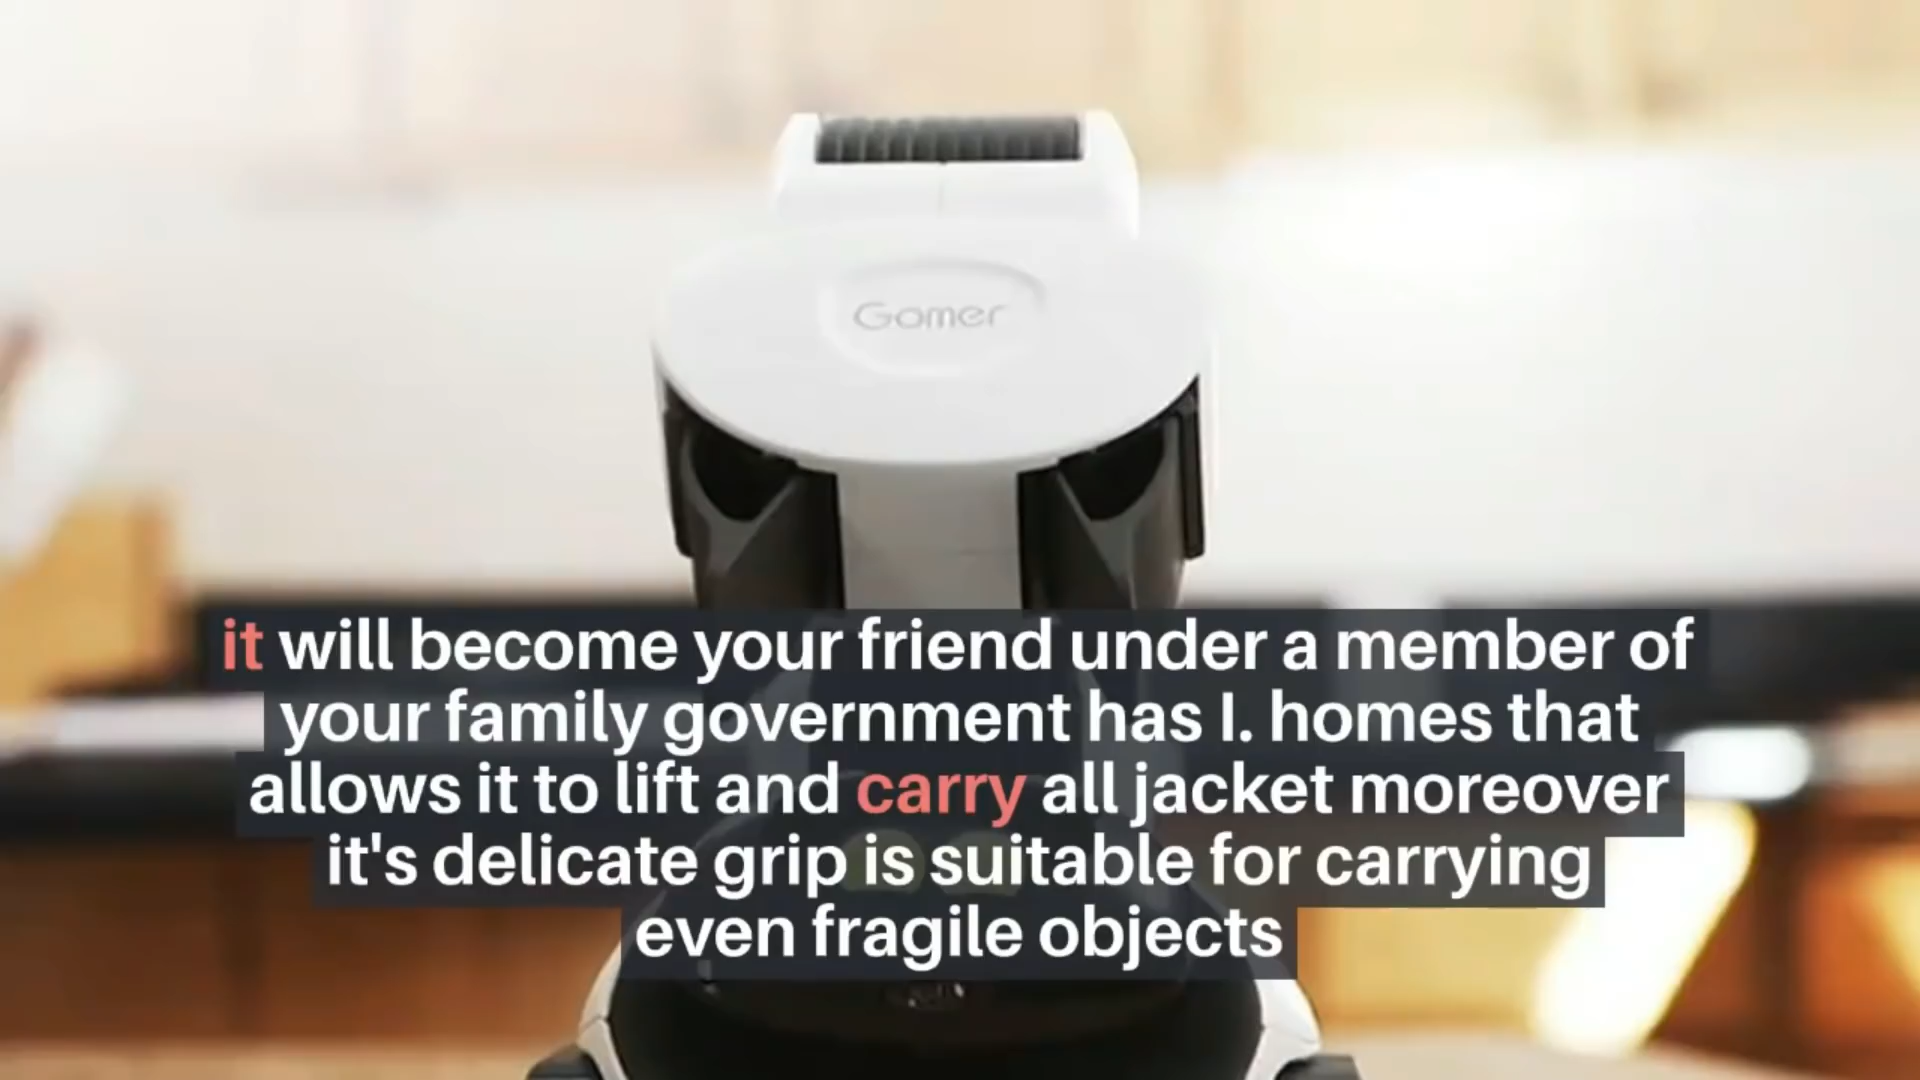 Gomer
it will become your friend under a member of
your family government has I. homes that
allows it to lift and carry all jacket moreover
it's delicate grip is suitable for carrying
even fragile objects